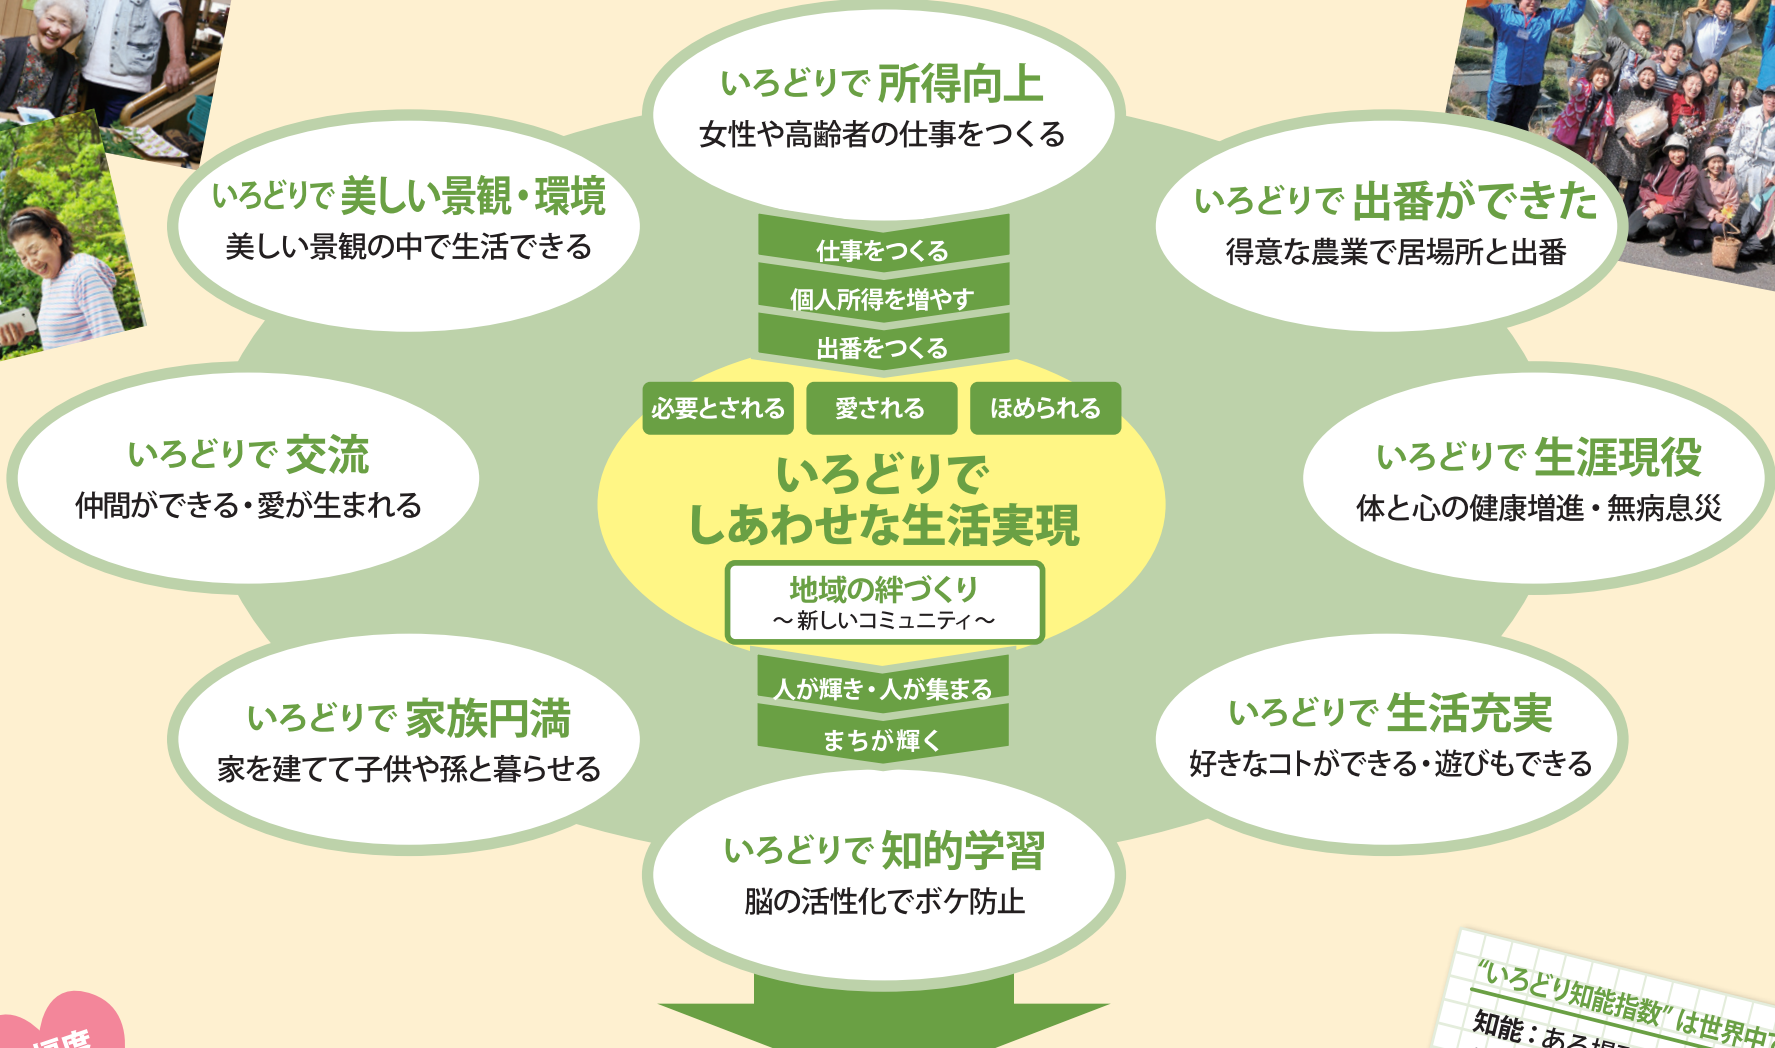 いろどりで 所得向上
女性や高齢者の仕事をつくる
いろどりで 美しい景観・環境
美しい景観の中で生活できる
いろどりで 出番ができた
得意な農業で居場所と出番
仕事をつくる
個人所得を増やす
出番をつくる
必要とされる
愛される
ほめられる
いろどりで
しあわせな生活実現
地域の絆づくり
～新しいコミュニティ～
いろどりで 交流
仲間ができる・愛が生まれる
いろどりで 生涯現役
体と心の健康増進・無病息災
人が輝き・人が集まる
まちが輝く
いろどりで 家族円満
家を建てて子供や孫と暮らせる
いろどりで 生活充実
好きなコトができる・遊びもできる
いろどりで 知的学習
脳の活性化でボケ防止
"いろどり知能指数"は世界中
知能：ある